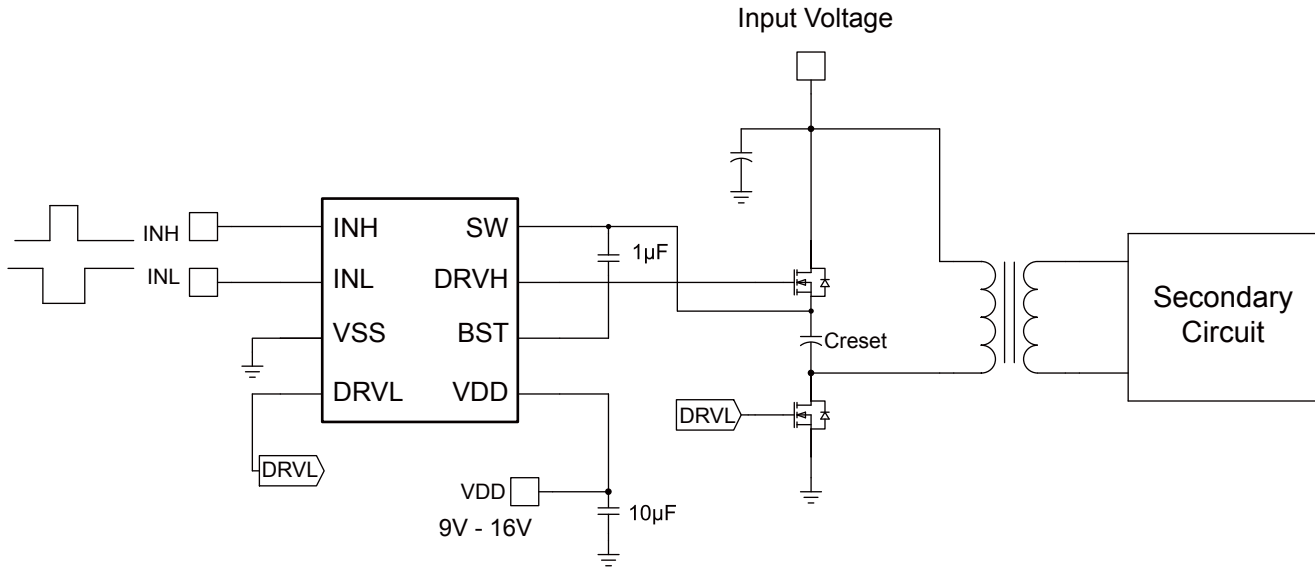 Input Voltage
INH
INL
INH
INL
VSS
DRVL
SW
DRVH
BST
VDD
1µF
Creset
DRVL
DRVL
VDD
9V - 16V
10µF
Secondary
Circuit